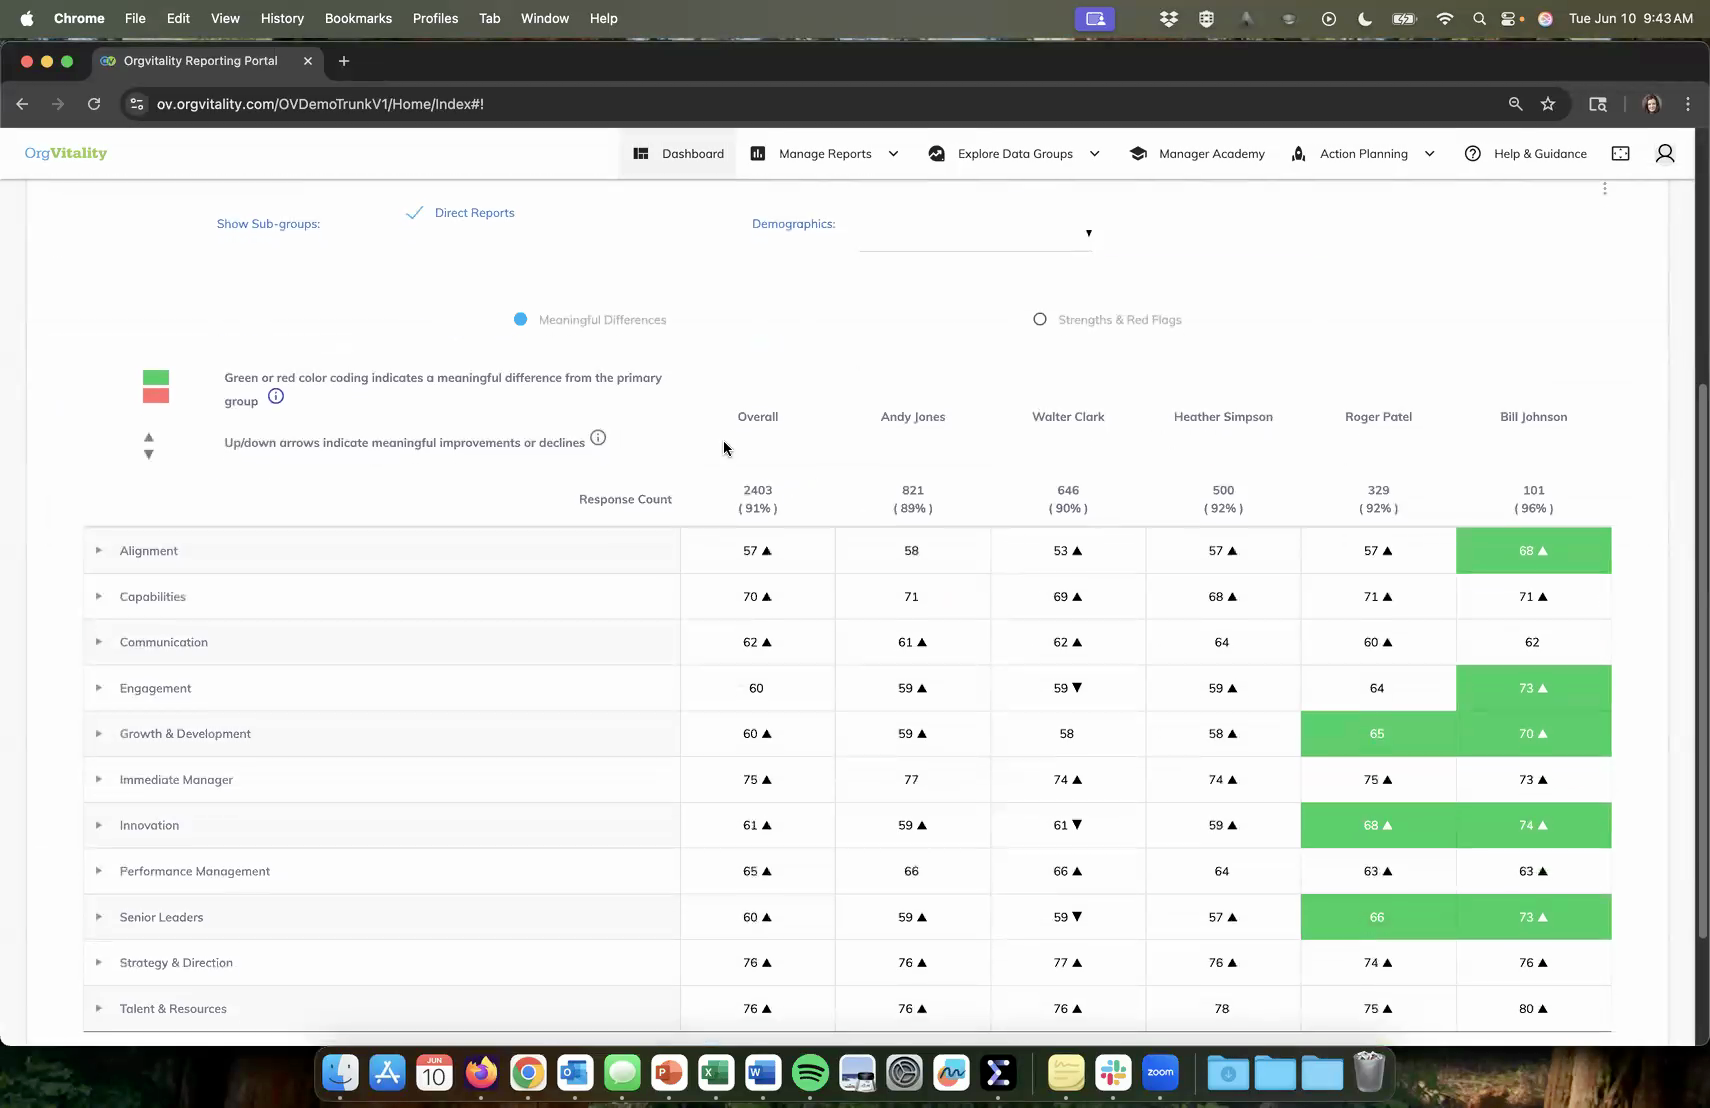 Chrome File Edit View History Bookmarks Profiles Tab Window Help Tue Jun 10 9:43 AM
Orgvitality Reporting Portal
ov.orgvitality.com/OVDemoTrunkV1/Home/Index#!
OrgVitality Dashboard Manage Reports Explore Data Groups Manager Academy Action Planning Help & Guidance
Show Sub-groups: Direct Reports Demographics:
Meaningful Differences Strengths & Red Flags
Green or red color coding indicates a meaningful difference from the primary
group
Up/down arrows indicate meaningful improvements or declines
Overall Andy Jones Walter Clark Heather Simpson Roger Patel Bill Johnson
Response Count
2403 821 646 500 329 101
( 91% ) ( 89% ) ( 90% ) ( 92% ) ( 92% ) ( 96% )
Alignment 57 ▲ 58 53 ▲ 57 ▲ 57 ▲ 68 ▲
Capabilities 70 ▲ 71 69 ▲ 68 ▲ 71 ▲ 71 ▲
Communication 62 ▲ 61 ▲ 62 ▲ 64 60 ▲ 62
Engagement 60 59 ▲ 59 ▼ 59 ▲ 64 73 ▲
Growth & Development 60 ▲ 59 ▲ 58 58 ▲ 65 70 ▲
Immediate Manager 75 ▲ 77 74 ▲ 74 ▲ 75 ▲ 73 ▲
Innovation 61 ▲ 59 ▲ 61 ▼ 59 ▲ 68 ▲ 74 ▲
Performance Management 65 ▲ 66 66 ▲ 64 63 ▲ 63 ▲
Senior Leaders 60 ▲ 59 ▲ 59 ▼ 57 ▲ 66 73 ▲
Strategy & Direction 76 ▲ 76 ▲ 77 ▲ 76 ▲ 74 ▲ 76 ▲
Talent & Resources 76 ▲ 76 ▲ 76 ▲ 78 75 ▲ 80 ▲
JUN
10
zoom